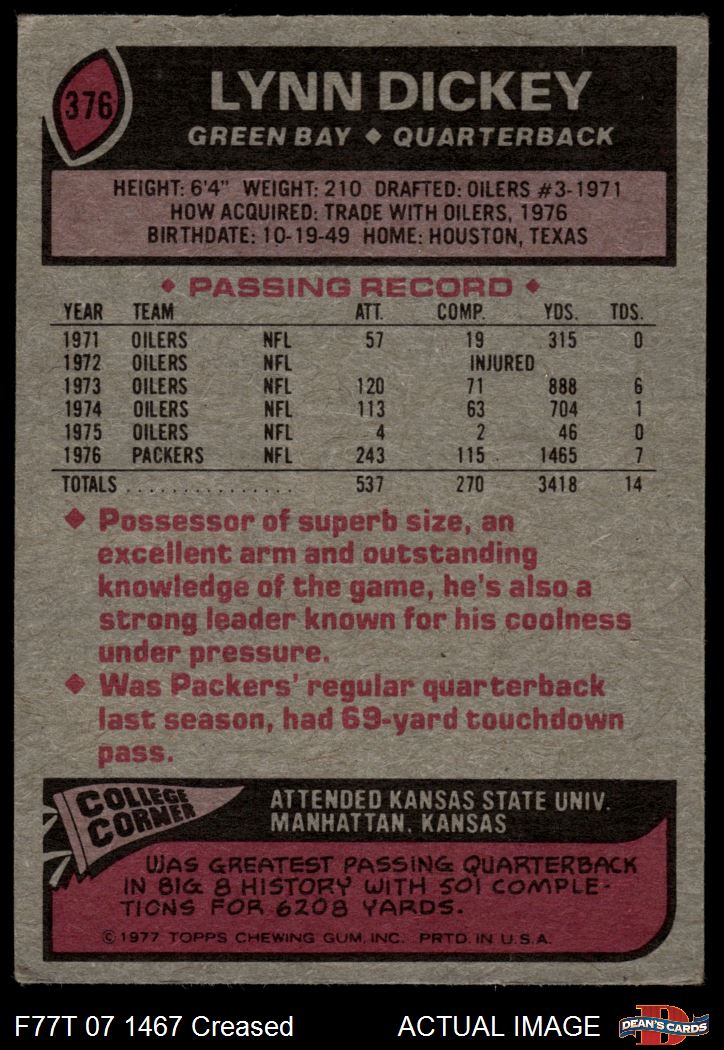 376
LYNN DICKEY
GREEN BAY ◆ QUARTERBACK
HEIGHT: 6'4" WEIGHT: 210 DRAFTED: OILERS #3-1971
HOW ACQUIRED: TRADE WITH OILERS, 1976
BIRTHDATE: 10-19-49 HOME: HOUSTON, TEXAS
◆ PASSING RECORD ◆
YEAR TEAM ATT. COMP. YDS. TDS.
1971 OILERS NFL 57 19 315 0
1972 OILERS NFL INJURED
1973 OILERS NFL 120 71 888 6
1974 OILERS NFL 113 63 704 1
1975 OILERS NFL 4 2 46 0
1976 PACKERS NFL 243 115 1465 7
TOTALS ................ 537 270 3418 14
◆ Possessor of superb size, an
excellent arm and outstanding
knowledge of the game, he's also a
strong leader known for his coolness
under pressure.
◆ Was Packers' regular quarterback
last season, had 69-yard touchdown
pass.
COLLEGE
CORNER
ATTENDED KANSAS STATE UNIV.
MANHATTAN, KANSAS
WAS GREATEST PASSING QUARTERBACK
IN BIG 8 HISTORY WITH 501 COMPLE-
TIONS FOR 6208 YARDS.
©1977 TOPPS CHEWING GUM, INC. PRTD. IN U.S.A.
F77T 07 1467 Creased
ACTUAL IMAGE
D
DEAN'S CARDS